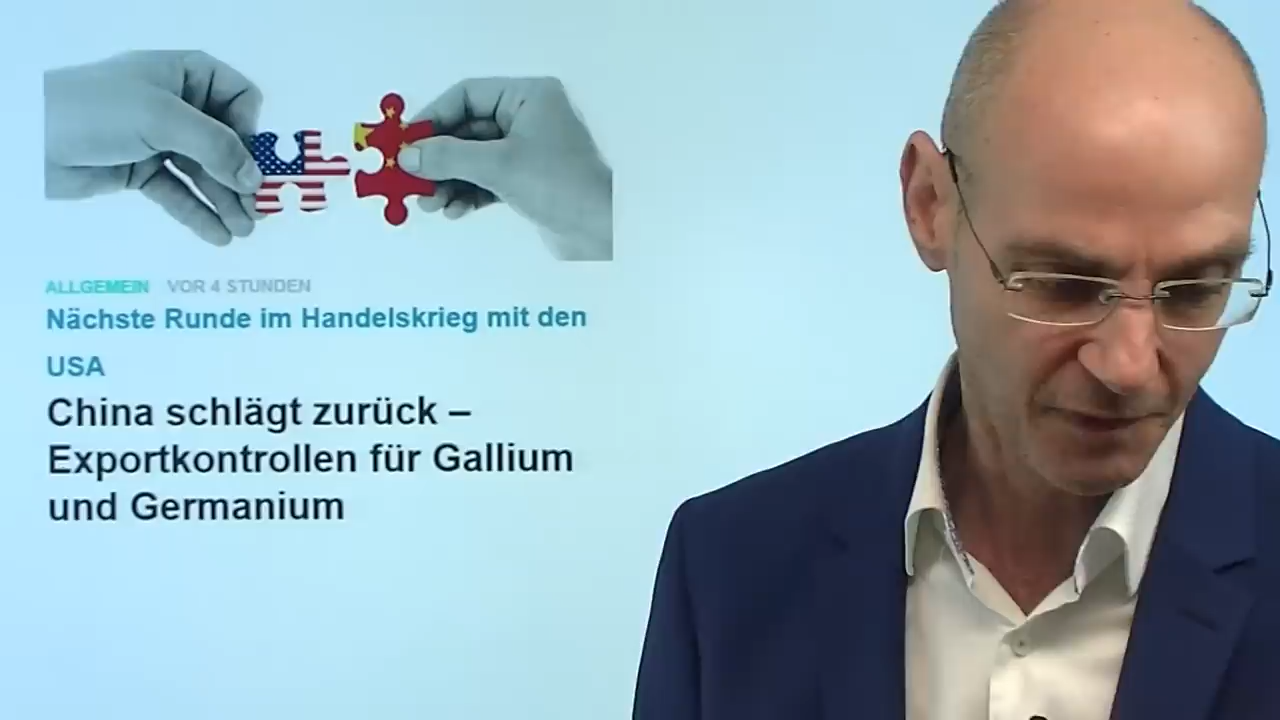 ALLGEMEIN VOR 4 STUNDEN
Nächste Runde im Handelskrieg mit den
USA
China schlägt zurück –
Exportkontrollen für Gallium
und Germanium